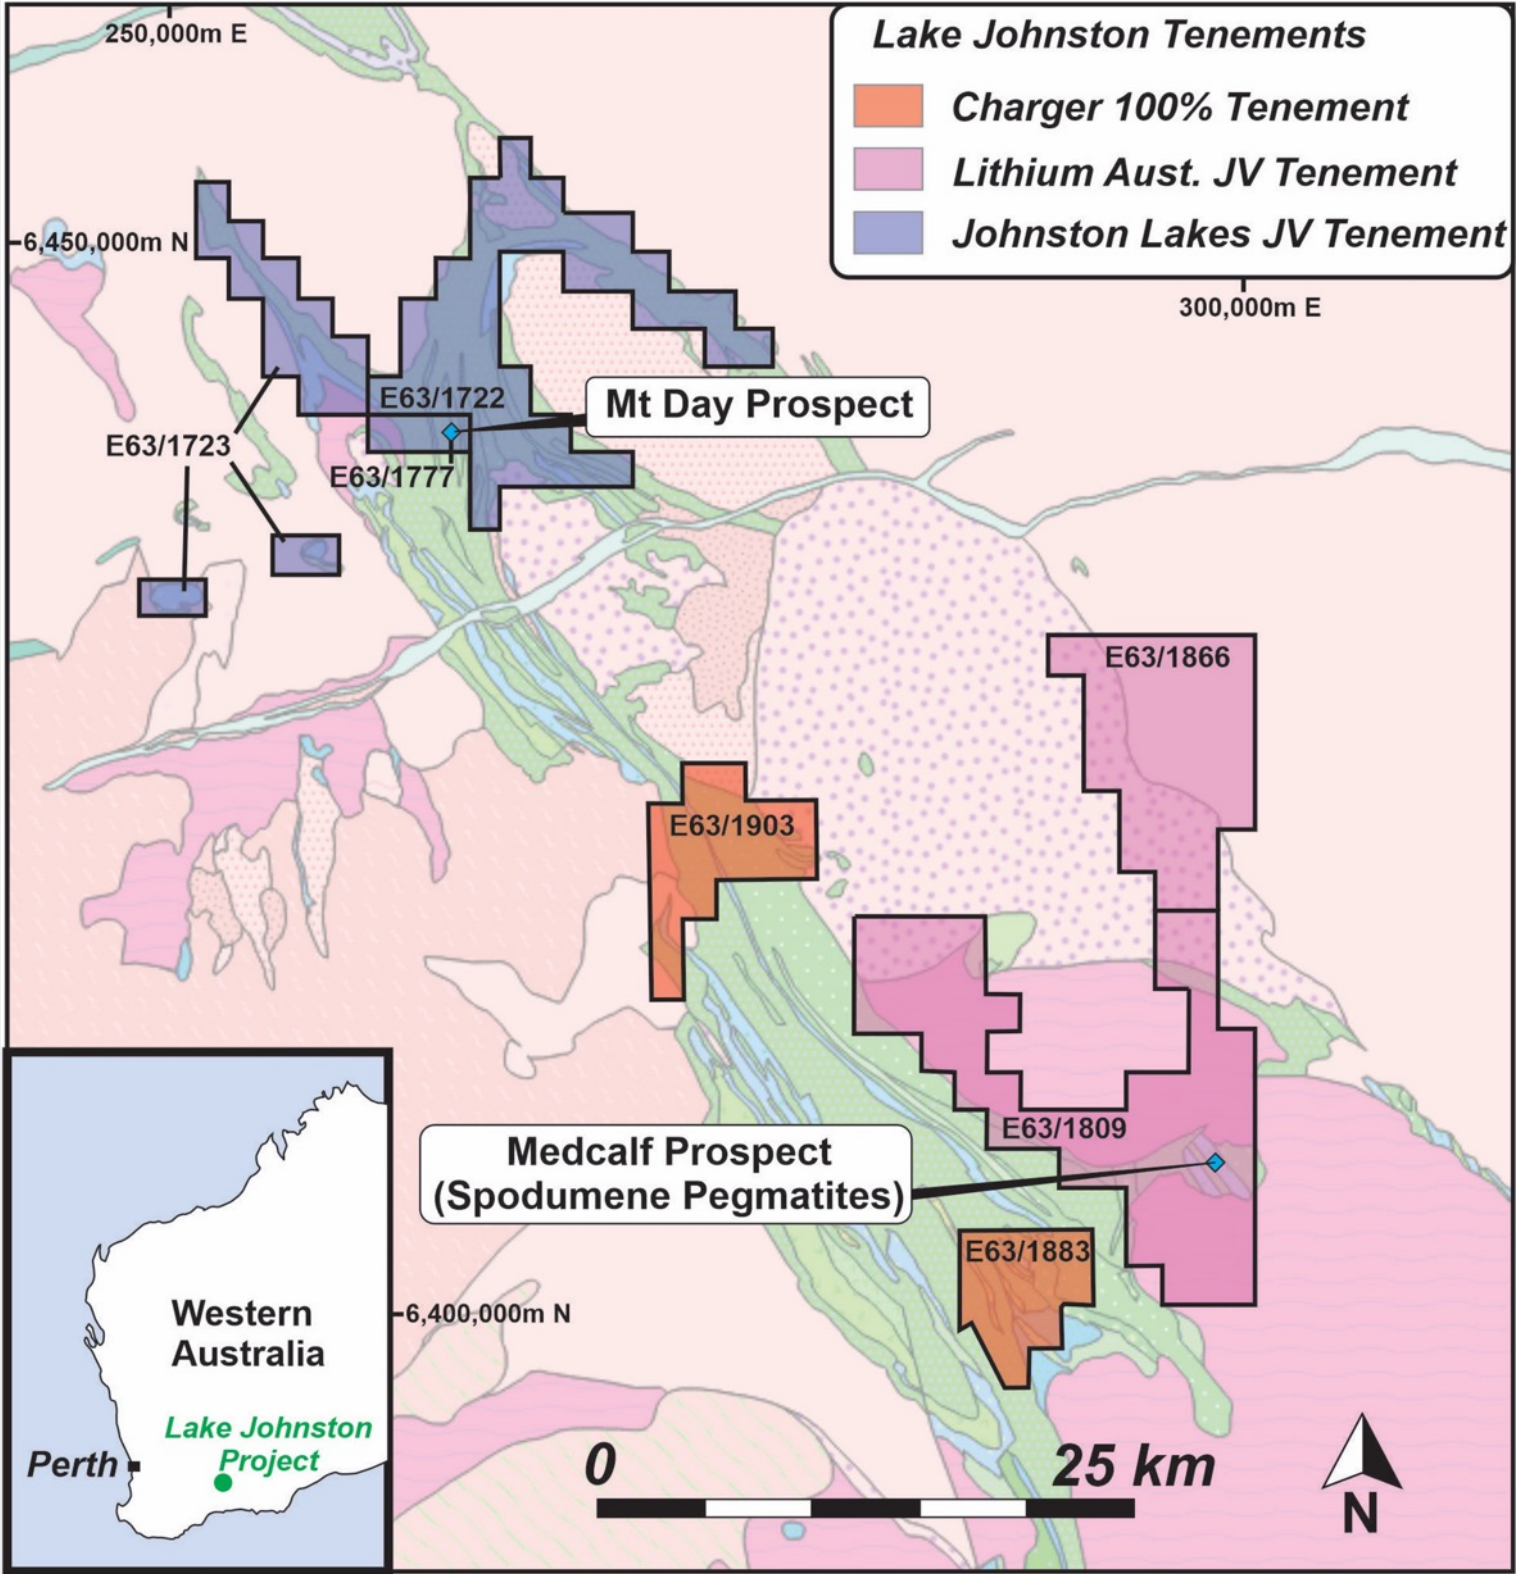 250,000m E
Lake Johnston Tenements
Charger 100% Tenement
Lithium Aust. JV Tenement
Johnston Lakes JV Tenement
6,450,000m N
300,000m E
E63/1722
Mt Day Prospect
E63/1723
E63/1777
E63/1866
E63/1903
E63/1809
Medcalf Prospect
(Spodumene Pegmatites)
E63/1883
6,400,000m N
Western
Australia
Lake Johnston
Project
Perth
0
25 km
N